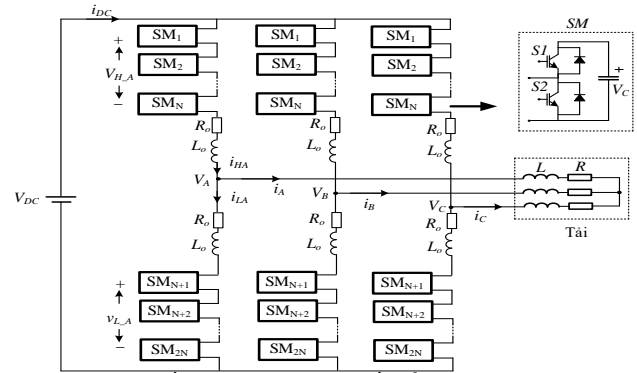 i_DC
SM_1 SM_1 SM_1
SM
+
V_H_A
−
SM_2 SM_2 SM_2
SM_N SM_N SM_N
S1
S2
+
V_C
R_o R_o R_o
L_o L_o L_o
i_HA
V_A i_A
V_B i_B
V_C i_C
i_LA
L R
Tải
V_DC
R_o R_o R_o
L_o L_o L_o
+
v_L_A
−
SM_N+1 SM_N+1 SM_N+1
SM_N+2 SM_N+2 SM_N+2
SM_2N SM_2N SM_2N